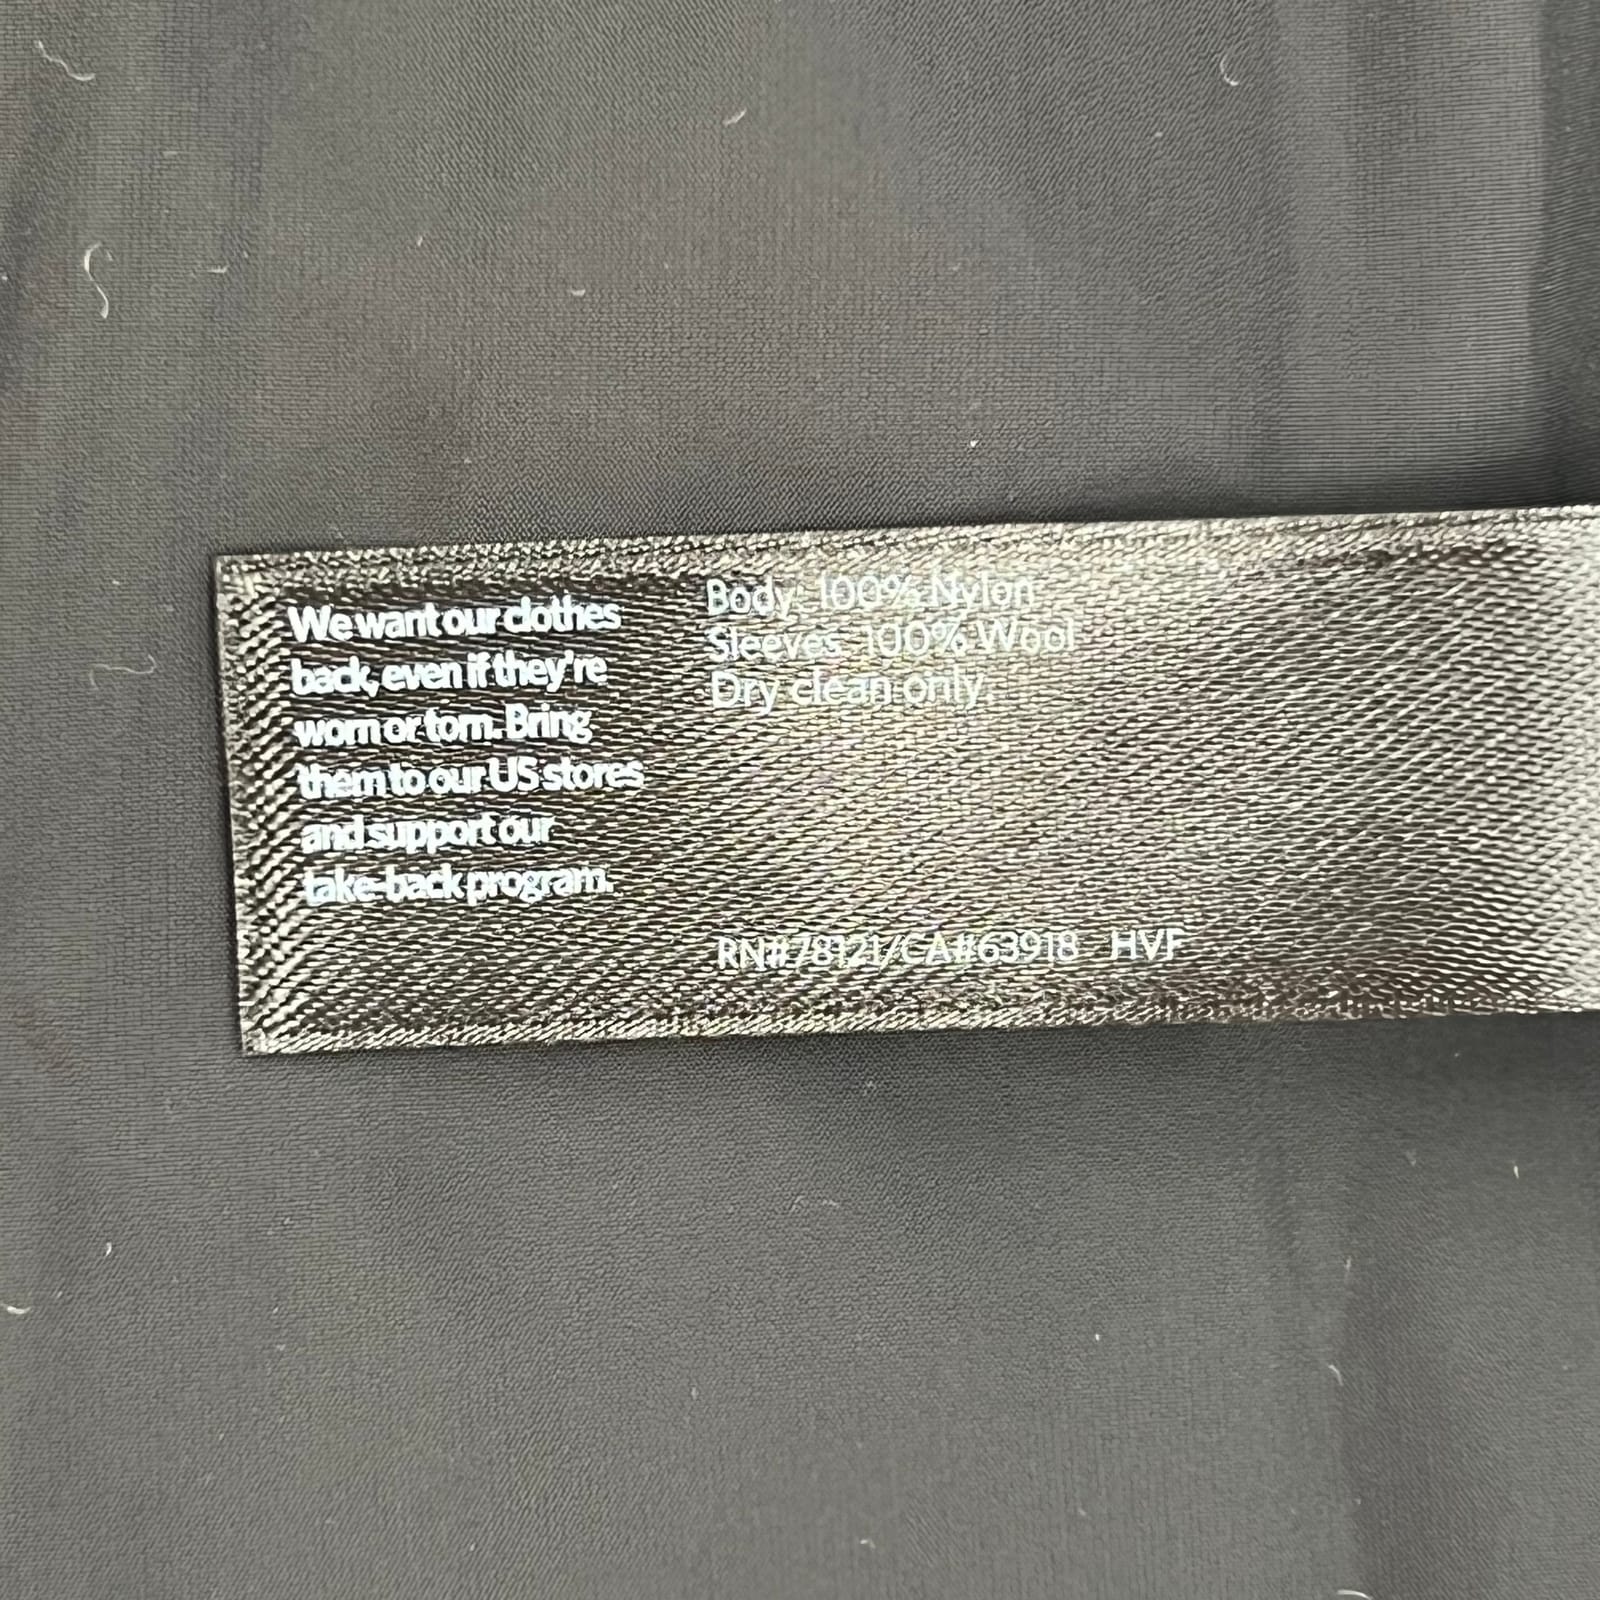 We want our clothes
back, even if they're
worn or torn. Bring
them to our US stores
and support our
take-back program.
Body: 100% Nylon
Sleeves: 100% Wool
Dry clean only.
RN#78121/CA#63918 HVF